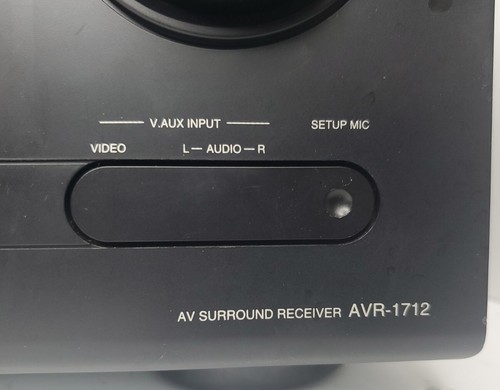 V.AUX INPUT
SETUP MIC
VIDEO
L — AUDIO — R
AV SURROUND RECEIVER AVR-1712